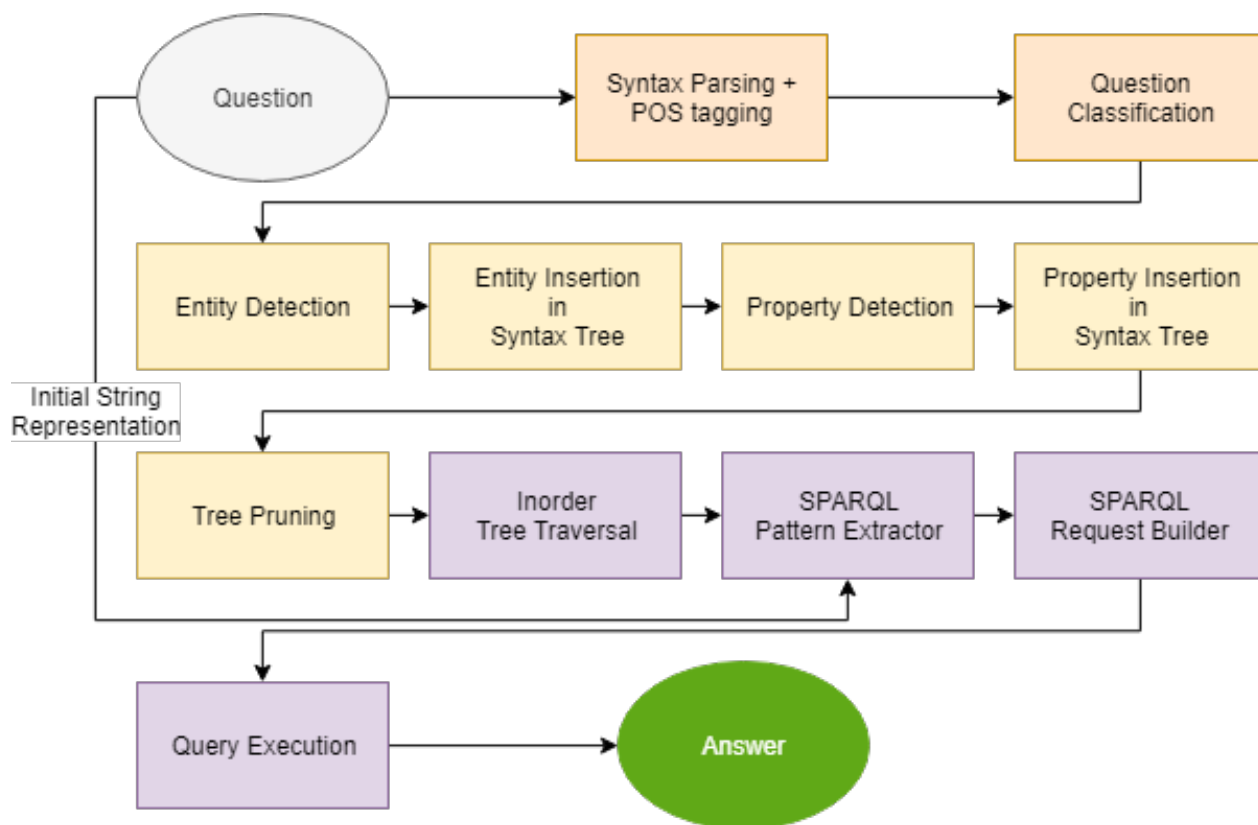 Question
Syntax Parsing +
POS tagging
Question
Classification
Entity Detection
Entity Insertion
in
Syntax Tree
Property Detection
Property Insertion
in
Syntax Tree
Initial String
Representation
Tree Pruning
Inorder
Tree Traversal
SPARQL
Pattern Extractor
SPARQL
Request Builder
Query Execution
Answer